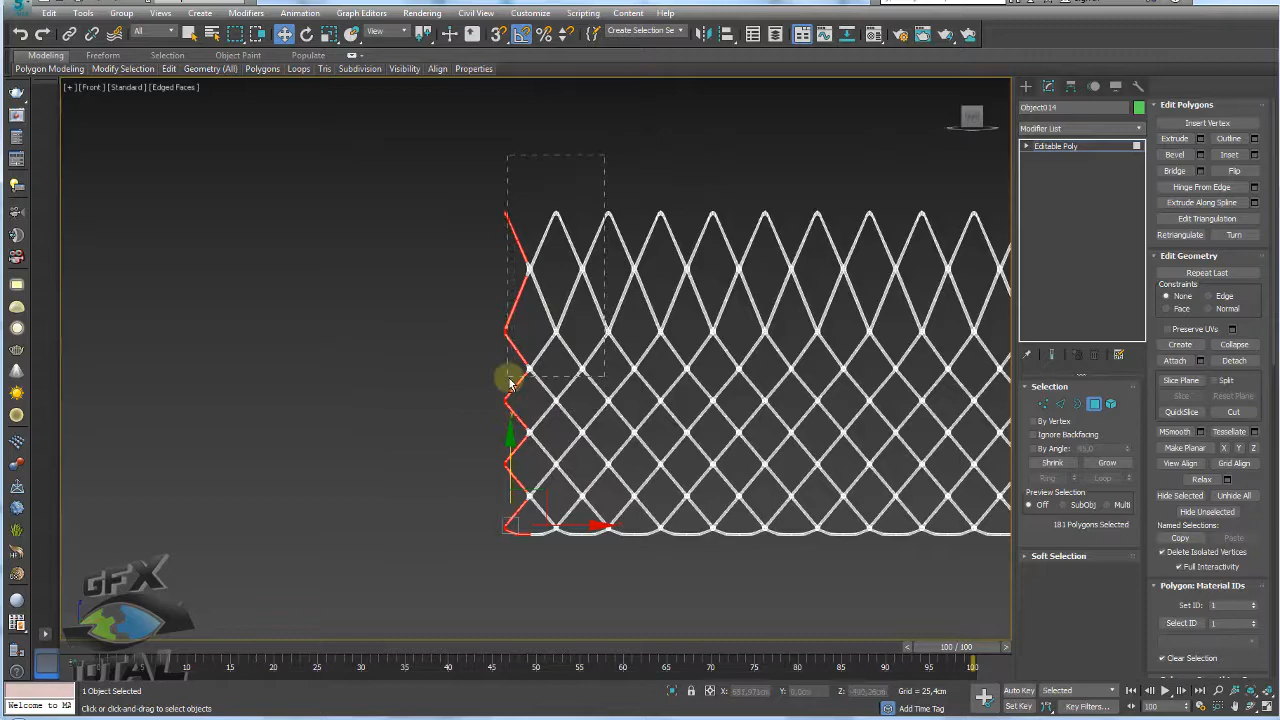 Edit Tools Group Views Create Modifiers Animation Graph Editors Rendering Civil View Customize Scripting Content Help
All View Create Selection Se
Modeling Freeform Selection Object Paint Populate
Polygon Modeling Modify Selection Edit Geometry (All) Polygons Loops Tris Subdivision Visibility Align Properties
[+] [Front] [Standard] [Edged Faces]
Object014
Modifier List
Editable Poly
Selection
By Vertex
Ignore Backfacing
By Angle: 45,0
Shrink Grow
Ring Loop
Preview Selection
Off SubObj Multi
181 Polygons Selected
Soft Selection
Edit Polygons
Insert Vertex
Extrude Outline
Bevel Inset
Bridge Flip
Hinge From Edge
Extrude Along Spline
Edit Triangulation
Retriangulate Turn
Edit Geometry
Repeat Last
Constraints
None Edge
Face Normal
Preserve UVs
Create Collapse
Attach Detach
Slice Plane Split
Slice Reset Plane
QuickSlice Cut
MSmooth Tessellate
Make Planar X Y Z
View Align Grid Align
Relax
Hide Selected Unhide All
Hide Unselected
Named Selections:
Copy Paste
Delete Isolated Vertices
Full Interactivity
Polygon: Material IDs
Set ID: 1
Select ID 1
Clear Selection
GFX
TOTAL
100 / 100
15 20 25 30 35 40 45 50 55 60 65 70 75 80 85 90 95 100
1 Object Selected
Click or click-and-drag to select objects
X: Y: 0,0cm Z: Grid = 25,4cm
Add Time Tag
Auto Key Selected
Set Key Key Filters... 100
Welcome to M